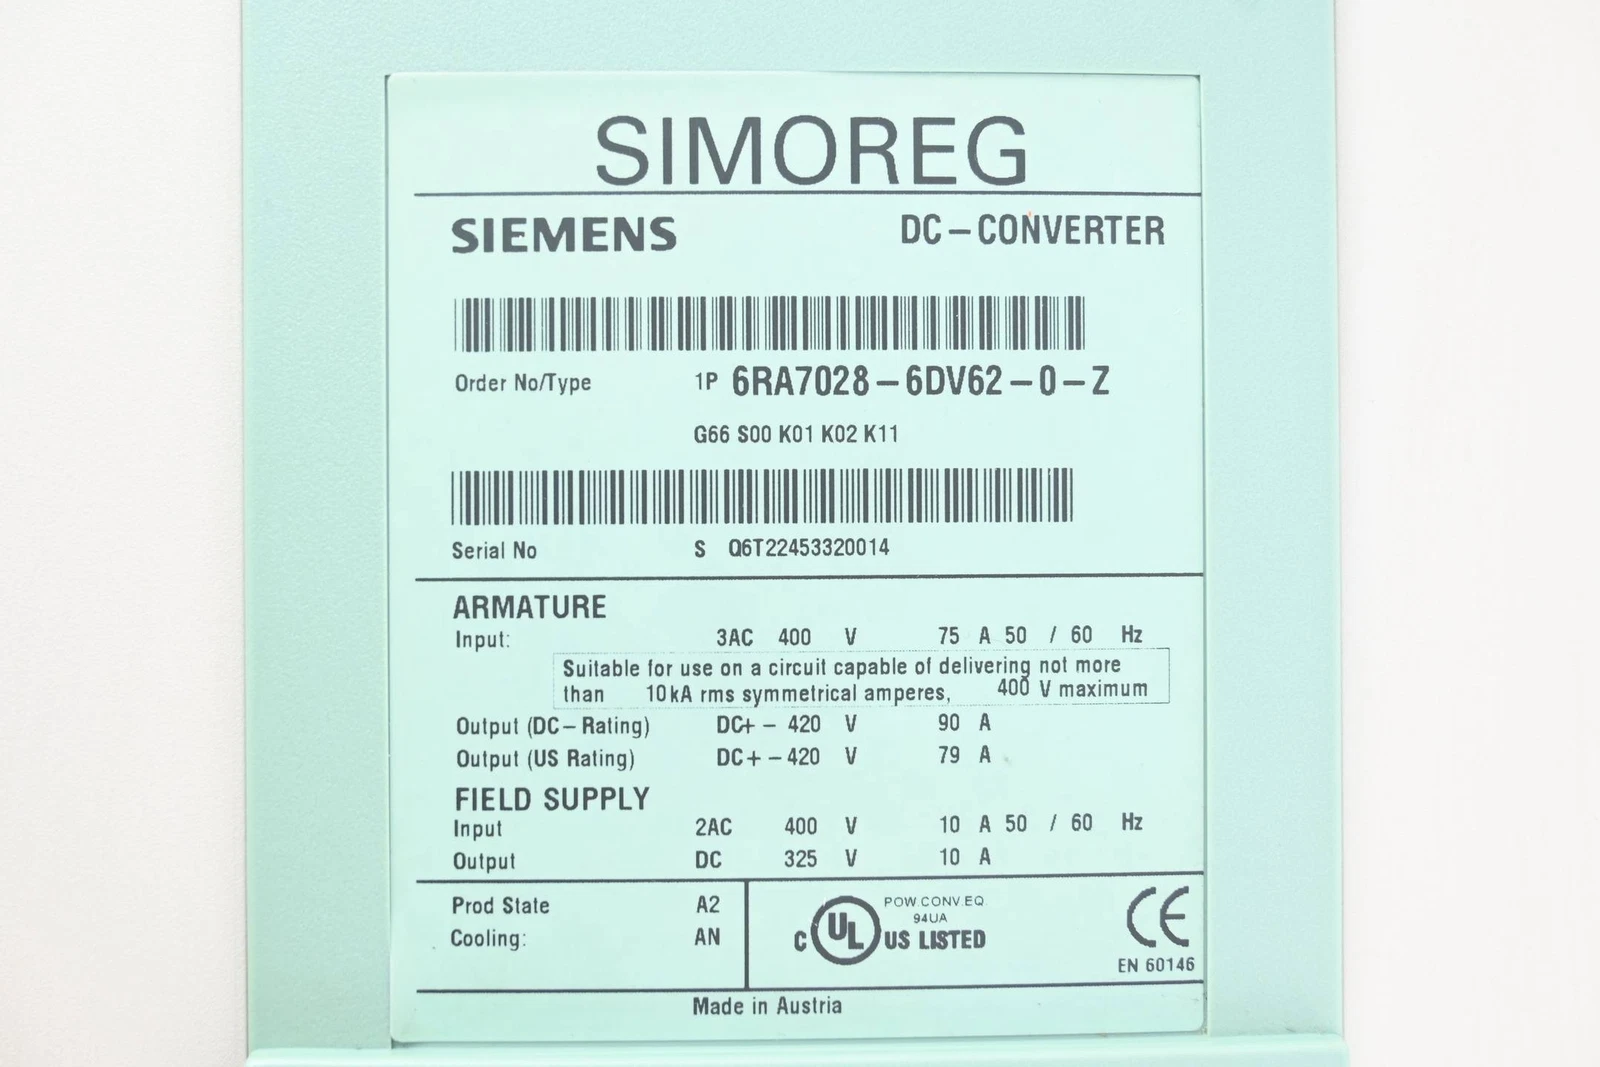 SIMOREG
SIEMENS DC-CONVERTER
Order No/Type 1P 6RA7028-6DV62-0-Z
G66 S00 K01 K02 K11
Serial No S Q6T22453320014
ARMATURE
Input: 3AC 400 V 75 A 50 / 60 Hz
Suitable for use on a circuit capable of delivering not more
than 10kA rms symmetrical amperes, 400 V maximum
Output (DC-Rating) DC+ - 420 V 90 A
Output (US Rating) DC+ - 420 V 79 A
FIELD SUPPLY
Input 2AC 400 V 10 A 50 / 60 Hz
Output DC 325 V 10 A
Prod State A2
Cooling: AN
POW.CONV.EQ.
94UA
C UL US LISTED
CE
EN 60146
Made in Austria